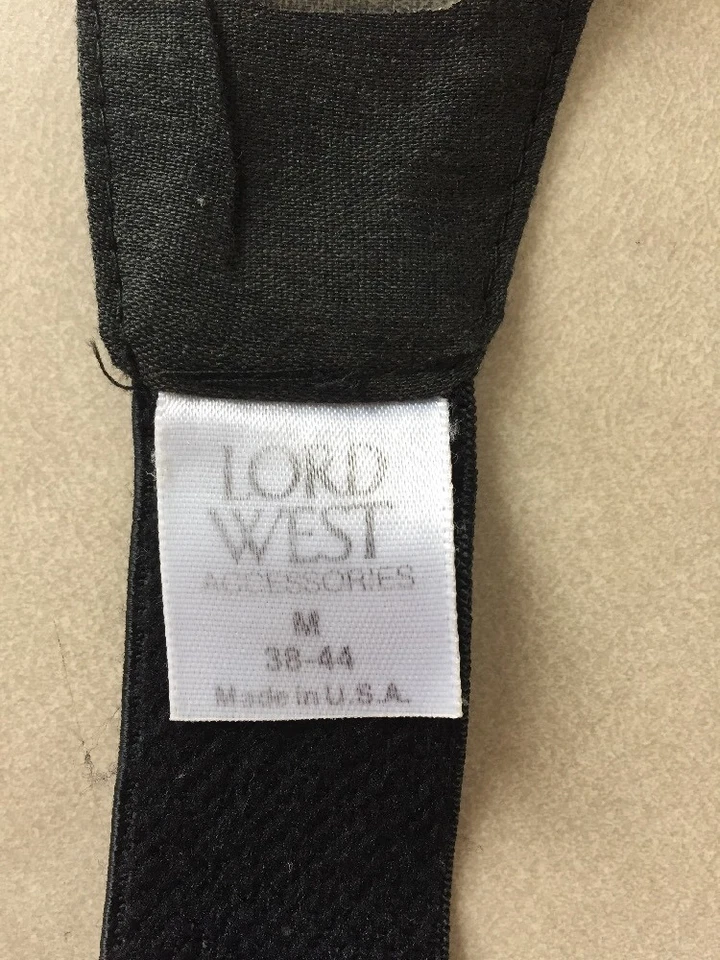 LORD
WEST
ACCESSORIES
M
38-44
Made in U.S.A.